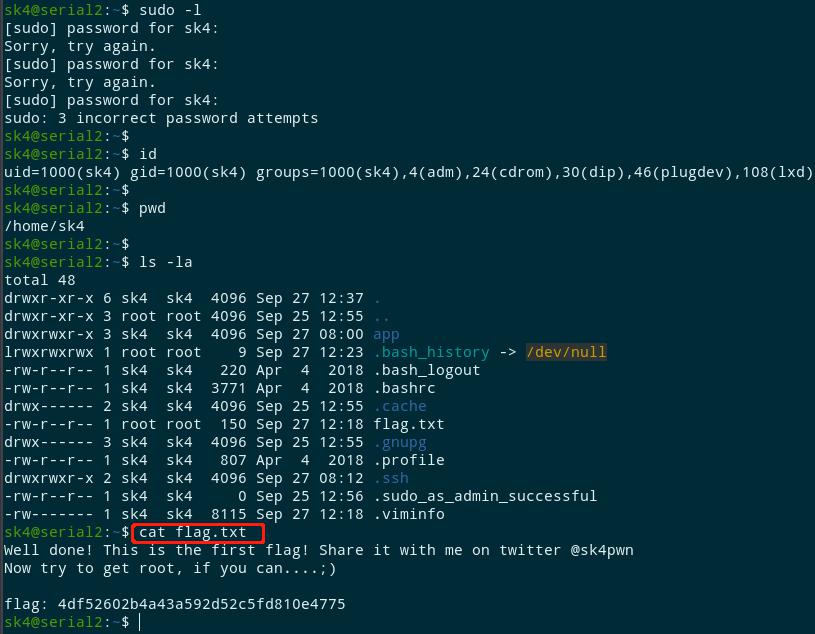 sk4@serial2:~$ sudo -l
[sudo] password for sk4:
Sorry, try again.
[sudo] password for sk4:
Sorry, try again.
[sudo] password for sk4:
sudo: 3 incorrect password attempts
sk4@serial2:~$
sk4@serial2:~$ id
uid=1000(sk4) gid=1000(sk4) groups=1000(sk4),4(adm),24(cdrom),30(dip),46(plugdev),108(lxd)
sk4@serial2:~$
sk4@serial2:~$ pwd
/home/sk4
sk4@serial2:~$
sk4@serial2:~$ ls -la
total 48
drwxr-xr-x 6 sk4  sk4  4096 Sep 27 12:37 .
drwxr-xr-x 3 root root 4096 Sep 25 12:55 ..
drwxrwxr-x 3 sk4  sk4  4096 Sep 27 08:00 app
lrwxrwxrwx 1 root root    9 Sep 27 12:23 .bash_history -> /dev/null
-rw-r--r-- 1 sk4  sk4   220 Apr  4  2018 .bash_logout
-rw-r--r-- 1 sk4  sk4  3771 Apr  4  2018 .bashrc
drwx------ 2 sk4  sk4  4096 Sep 25 12:55 .cache
-rw-r--r-- 1 root root  150 Sep 27 12:18 flag.txt
drwx------ 3 sk4  sk4  4096 Sep 25 12:55 .gnupg
-rw-r--r-- 1 sk4  sk4   807 Apr  4  2018 .profile
drwxrwxr-x 2 sk4  sk4  4096 Sep 27 08:12 .ssh
-rw-r--r-- 1 sk4  sk4     0 Sep 25 12:56 .sudo_as_admin_successful
-rw------- 1 sk4  sk4  8115 Sep 27 12:18 .viminfo
sk4@serial2:~$ cat flag.txt
Well done! This is the first flag! Share it with me on twitter @sk4pwn
Now try to get root, if you can....;)
flag: 4df52602b4a43a592d52c5fd810e4775
sk4@serial2:~$